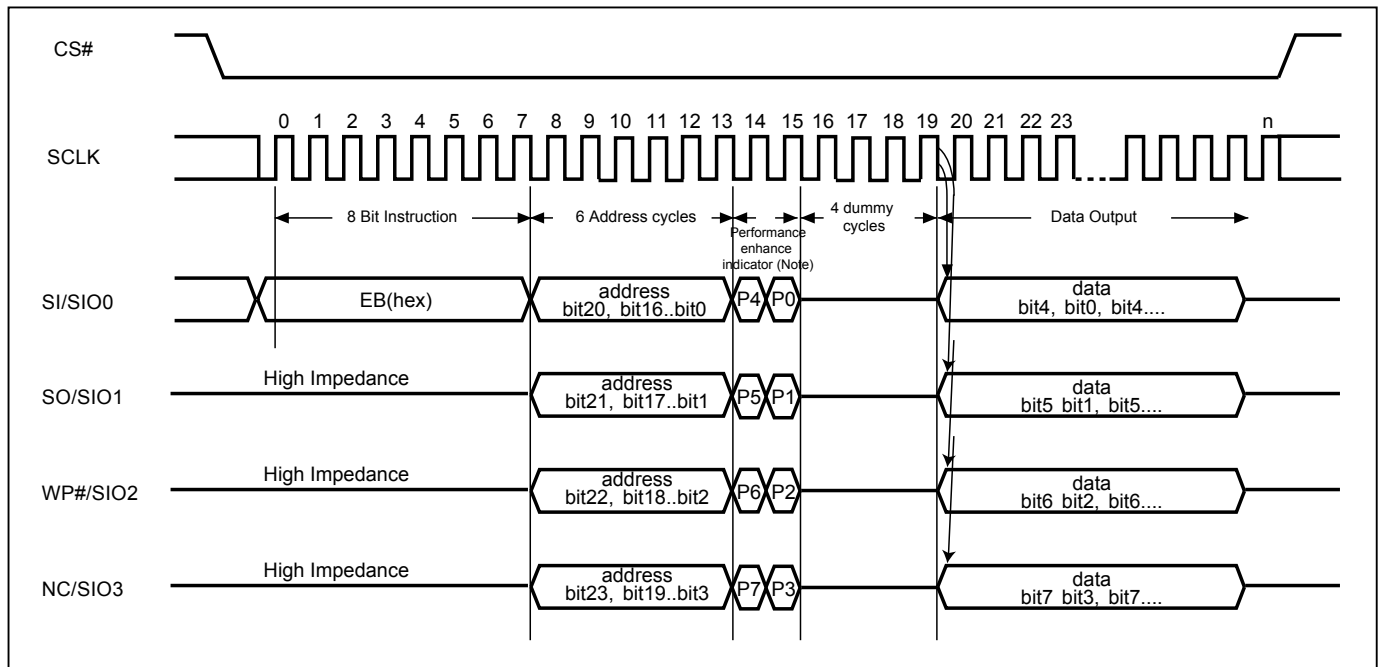 CS#
0 1 2 3 4 5 6 7 8 9 10 11 12 13 14 15 16 17 18 19 20 21 22 23 n
SCLK
8 Bit Instruction
6 Address cycles
Performance
enhance
indicator (Note)
4 dummy
cycles
Data Output
SI/SIO0
EB(hex)
address
bit20, bit16..bit0
P4 P0
data
bit4, bit0, bit4....
SO/SIO1
High Impedance
address
bit21, bit17..bit1
P5 P1
data
bit5 bit1, bit5....
WP#/SIO2
High Impedance
address
bit22, bit18..bit2
P6 P2
data
bit6 bit2, bit6....
NC/SIO3
High Impedance
address
bit23, bit19..bit3
P7 P3
data
bit7 bit3, bit7....